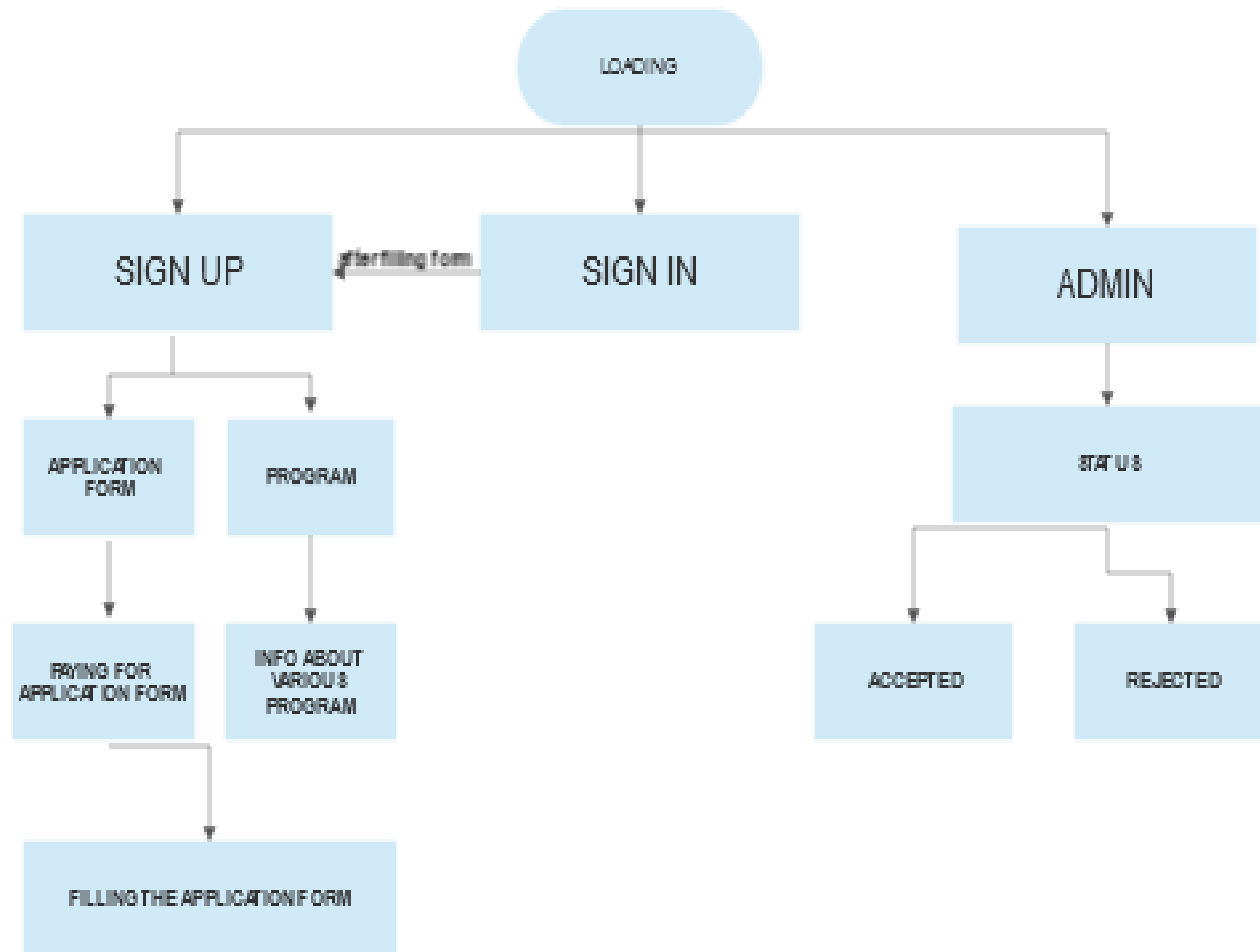 LOADING
SIGN UP
after filling form
SIGN IN
ADMIN
APPLICATION
FORM
PROGRAM
STATUS
PAYING FOR
APPLICATION FORM
INFO ABOUT
VARIOUS
PROGRAM
ACCEPTED
REJECTED
FILLING THE APPLICATION FORM